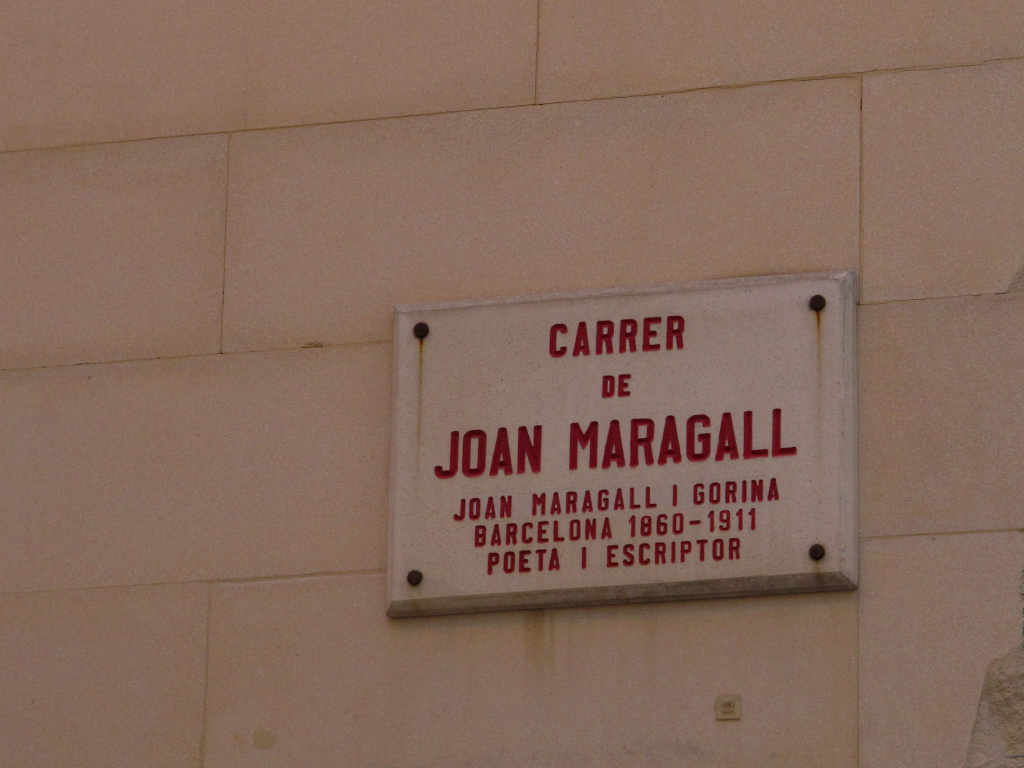 CARRER
DE
JOAN MARAGALL
JOAN MARAGALL I GORINA
BARCELONA 1860-1911
POETA I ESCRIPTOR